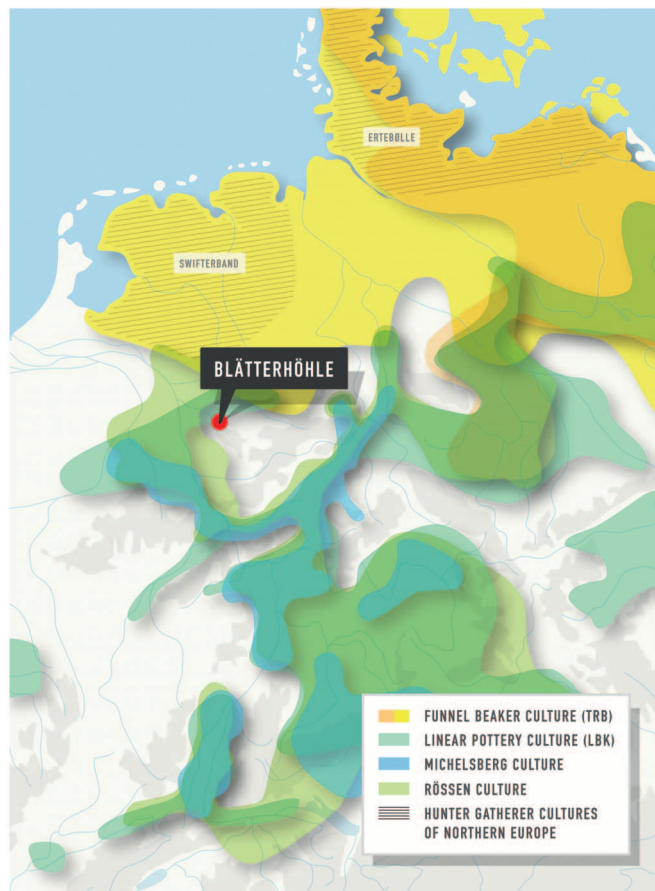 ERTEBØLLE
SWIFTERBAND
BLÄTTERHÖHLE
FUNNEL BEAKER CULTURE (TRB)
LINEAR POTTERY CULTURE (LBK)
MICHELSBERG CULTURE
RÖSSEN CULTURE
HUNTER GATHERER CULTURES
OF NORTHERN EUROPE